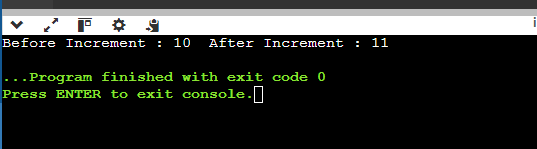 Before Increment : 10  After Increment : 11
...Program finished with exit code 0
Press ENTER to exit console.